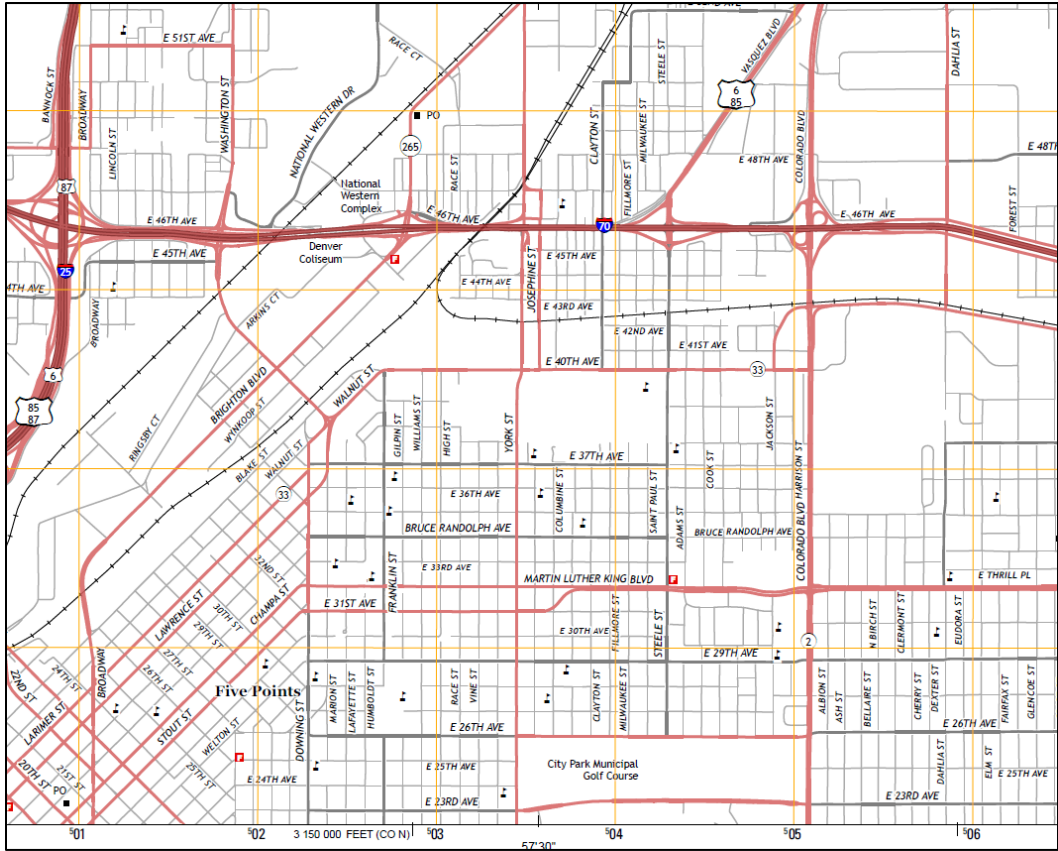 E 51ST AVE
RACE CT
STEELE ST
VASQUEZ BLVD
DAHLIA ST
BANNOCK ST
BROADWAY
LINCOLN ST
WASHINGTON ST
NATIONAL WESTERN DR
PO
265
RACE ST
CLAYTON ST
MILWAUKEE ST
FILLMORE ST
6
85
COLORADO BLVD
E 48TH AVE
E 48TH
FOREST ST
87
National
Western
Complex
E 46TH AVE
E 46TH AVE
E 46TH AVE
70
Denver
Coliseum
E 45TH AVE
E 45TH AVE
25
4TH AVE
BROADWAY
E 44TH AVE
JOSEPHINE ST
ARKINS CT
E 43RD AVE
E 42ND AVE
E 41ST AVE
E 40TH AVE
33
6
85
87
BRIGHTON BLVD
WALNUT ST
WYNKOOP ST
RINGSBY CT
BLAKE ST
WALNUT ST
33
GILPIN ST
WILLIAMS ST
HIGH ST
YORK ST
JACKSON ST
E 37TH AVE
COOK ST
E 36TH AVE
COLUMBINE ST
SAINT PAUL ST
ADAMS ST
COLORADO BLVD
HARRISON ST
BRUCE RANDOLPH AVE
BRUCE RANDOLPH AVE
32ND ST
E 33RD AVE
FRANKLIN ST
MARTIN LUTHER KING BLVD
E THRILL PL
LAWRENCE ST
CHAMPA ST
E 31ST AVE
30TH ST
29TH ST
27TH ST
26TH ST
24TH ST
22ND ST
E 30TH AVE
FILLMORE ST
STEELE ST
E 29TH AVE
2
N BIRCH ST
CLERMONT ST
EUDORA ST
BROADWAY
Five Points
LARIMER ST
STOUT ST
WELTON ST
DOWNING ST
MARION ST
LAFAYETTE ST
HUMBOLDT ST
RACE ST
VINE ST
CLAYTON ST
MILWAUKEE ST
ALBION ST
ASH ST
BELLAIRE ST
CHERRY ST
DEXTER ST
FAIRFAX ST
GLENCOE ST
E 26TH AVE
E 26TH AVE
20TH ST
21ST ST
25TH ST
PO
E 24TH AVE
E 25TH AVE
City Park Municipal
Golf Course
DAHLIA ST
ELM ST
E 25TH AVE
E 23RD AVE
E 23RD AVE
501
502
3 150 000 FEET (CO N)
503
504
505
506
57'30"